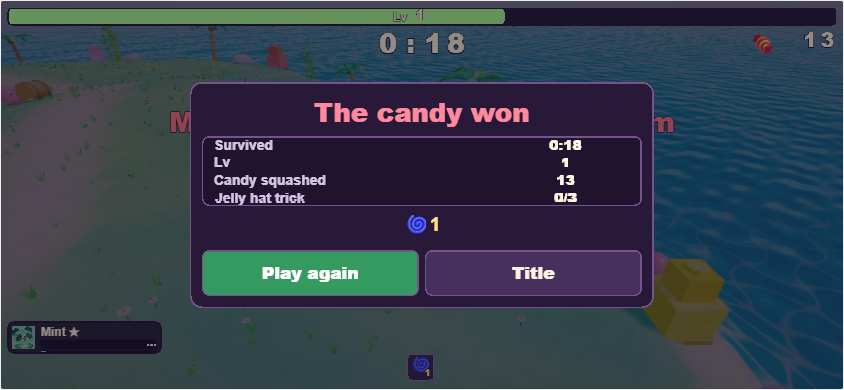 Lv 1
0:18
13
The candy won
Survived 0:18
Lv 1
Candy squashed 13
Jelly hat trick 0/3
1
Play again Title
Mint ★
...
1